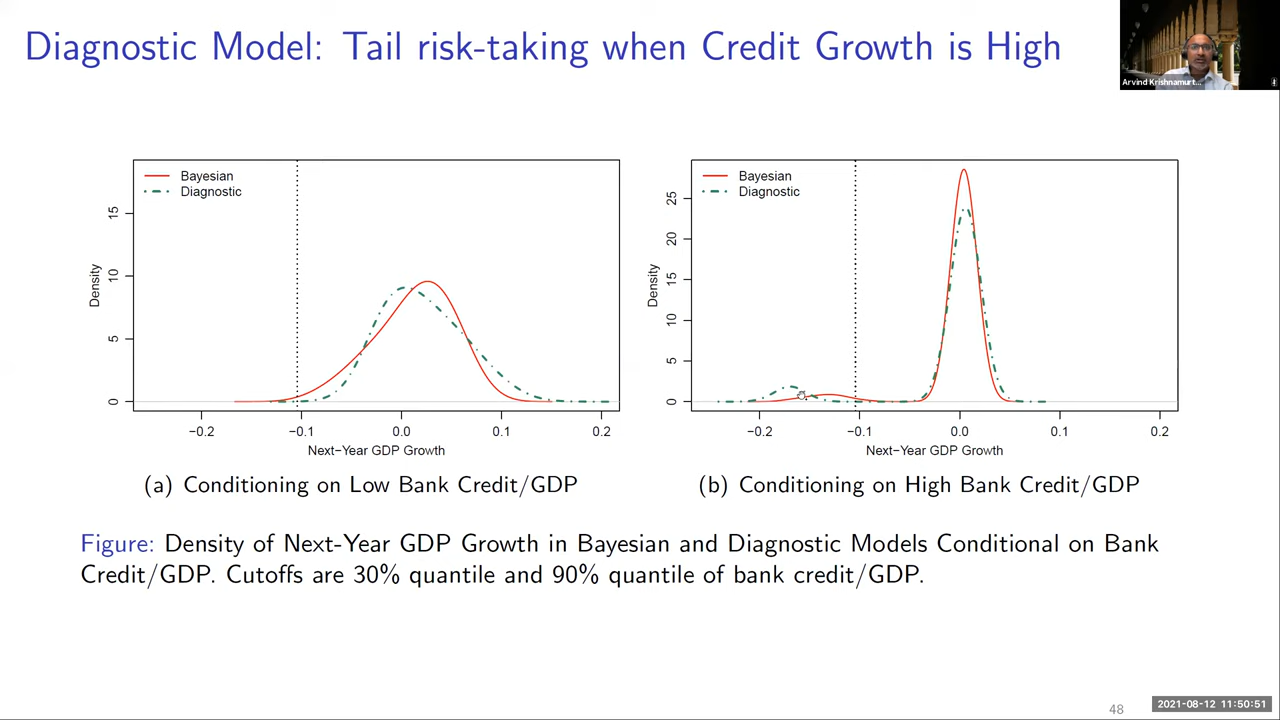 Diagnostic Model: Tail risk-taking when Credit Growth is High
Arvind Krishnamurt...
Bayesian
Diagnostic
15
10
5
0
Density
−0.2
−0.1
0.0
0.1
0.2
Next−Year GDP Growth
(a) Conditioning on Low Bank Credit/GDP
Bayesian
Diagnostic
25
20
15
10
5
0
Density
−0.2
−0.1
0.0
0.1
0.2
Next−Year GDP Growth
(b) Conditioning on High Bank Credit/GDP
Figure: Density of Next-Year GDP Growth in Bayesian and Diagnostic Models Conditional on Bank
Credit/GDP. Cutoffs are 30% quantile and 90% quantile of bank credit/GDP.
48
2021-08-12 11:50:51